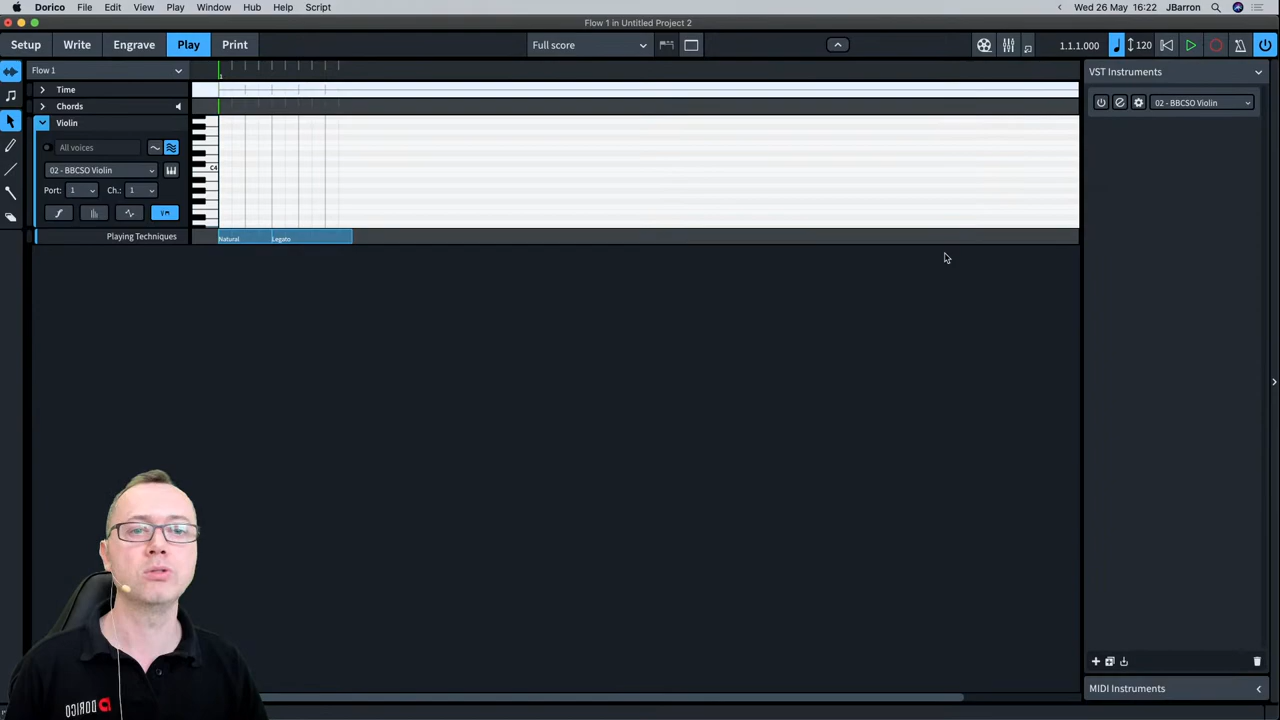 Dorico File Edit View Play Window Hub Help Script Wed 26 May 16:22 JBarron
Flow 1 in Untitled Project 2
Setup Write Engrave Play Print Full score 1.1.1.000 120
Flow 1 1 VST Instruments
Time
Chords 02 - BBCSO Violin
Violin
All voices
02 - BBCSO Violin C4
Port: 1 Ch.: 1
Playing Techniques Natural Legato
DORICO
MIDI Instruments